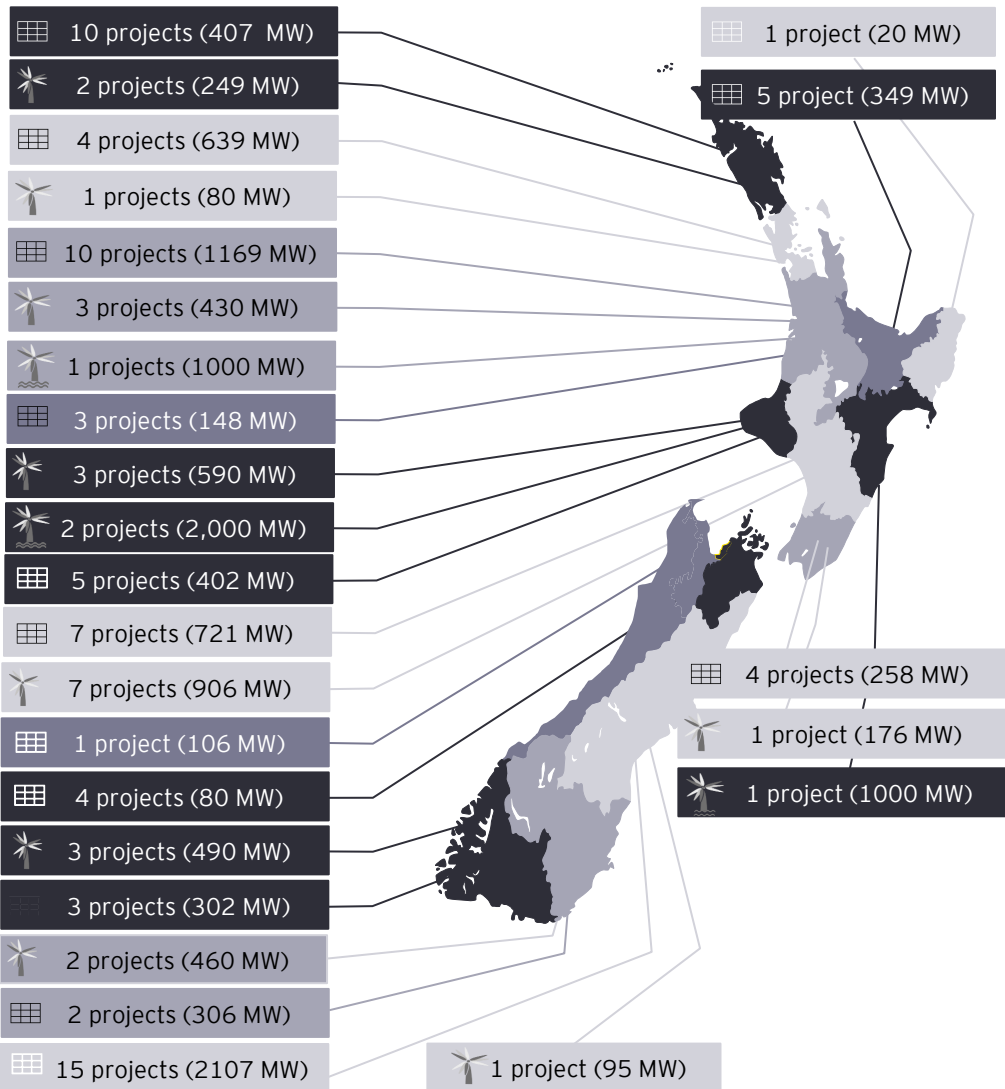 10 projects (407 MW)
2 projects (249 MW)
4 projects (639 MW)
1 projects (80 MW)
10 projects (1169 MW)
3 projects (430 MW)
1 projects (1000 MW)
3 projects (148 MW)
3 projects (590 MW)
2 projects (2,000 MW)
5 projects (402 MW)
7 projects (721 MW)
7 projects (906 MW)
1 project (106 MW)
4 projects (80 MW)
3 projects (490 MW)
3 projects (302 MW)
2 projects (460 MW)
2 projects (306 MW)
15 projects (2107 MW)
1 project (20 MW)
5 project (349 MW)
4 projects (258 MW)
1 project (176 MW)
1 project (1000 MW)
1 project (95 MW)